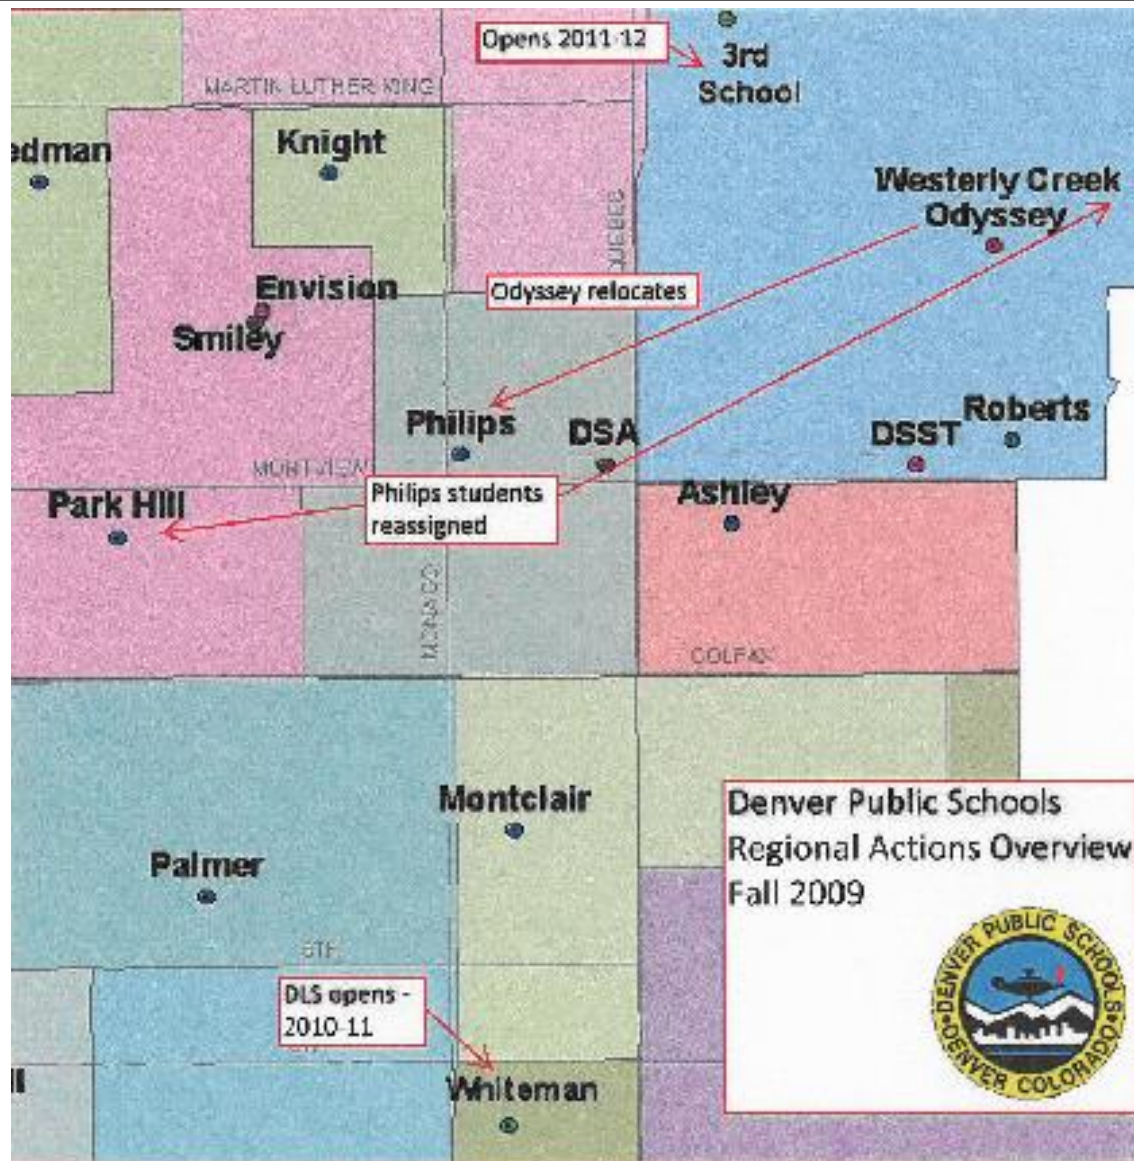 Opens 2011-12
3rd
School
MARTIN LUTHER KING
edman
Knight
Westerly Creek
Odyssey
QUEBEC
Envision
Odyssey relocates
Smiley
Philips
DSA
DSST
Roberts
MONTVIEW
Park Hill
Philips students
reassigned
Ashley
MONACO
COLFAX
Montclair
Denver Public Schools
Regional Actions Overview
Fall 2009
Palmer
DENVER PUBLIC SCHOOLS
DENVER COLORADO
6TH
DLS opens -
2010-11
ll
Whiteman